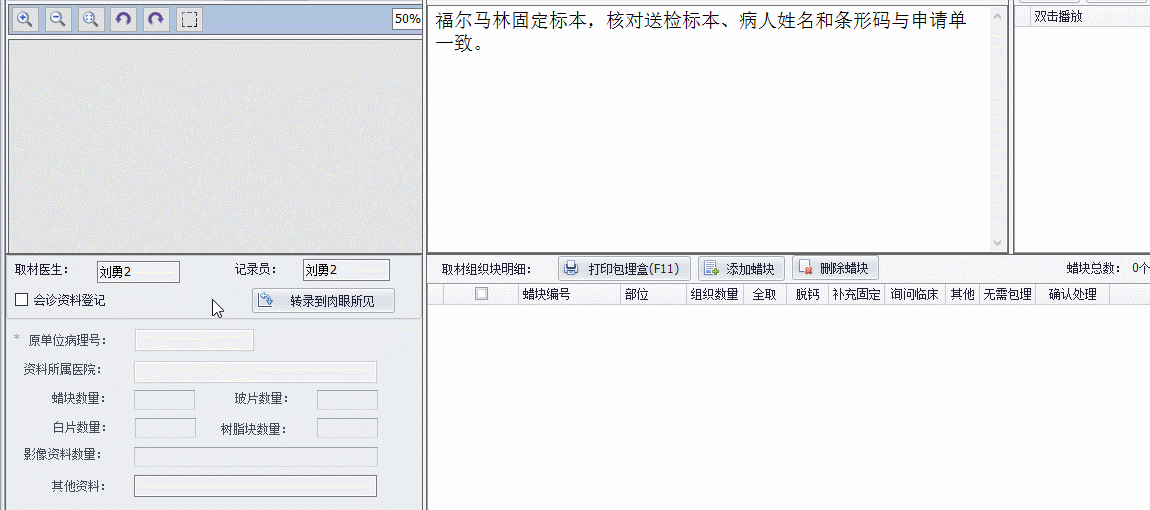 50%
福尔马林固定标本，核对送检标本、病人姓名和条形码与申请单
一致。
双击播放
取材医生： 刘勇2 记录员： 刘勇2
会诊资料登记 转录到肉眼所见
* 原单位病理号：
资料所属医院：
蜡块数量： 玻片数量：
白片数量： 树脂块数量：
影像资料数量：
其他资料：
取材组织块明细： 打印包埋盒(F11) 添加蜡块 删除蜡块 蜡块总数： 0个
蜡块编号 部位 组织数量 全取 脱钙 补充固定 询问临床 其他 无需包埋 确认处理